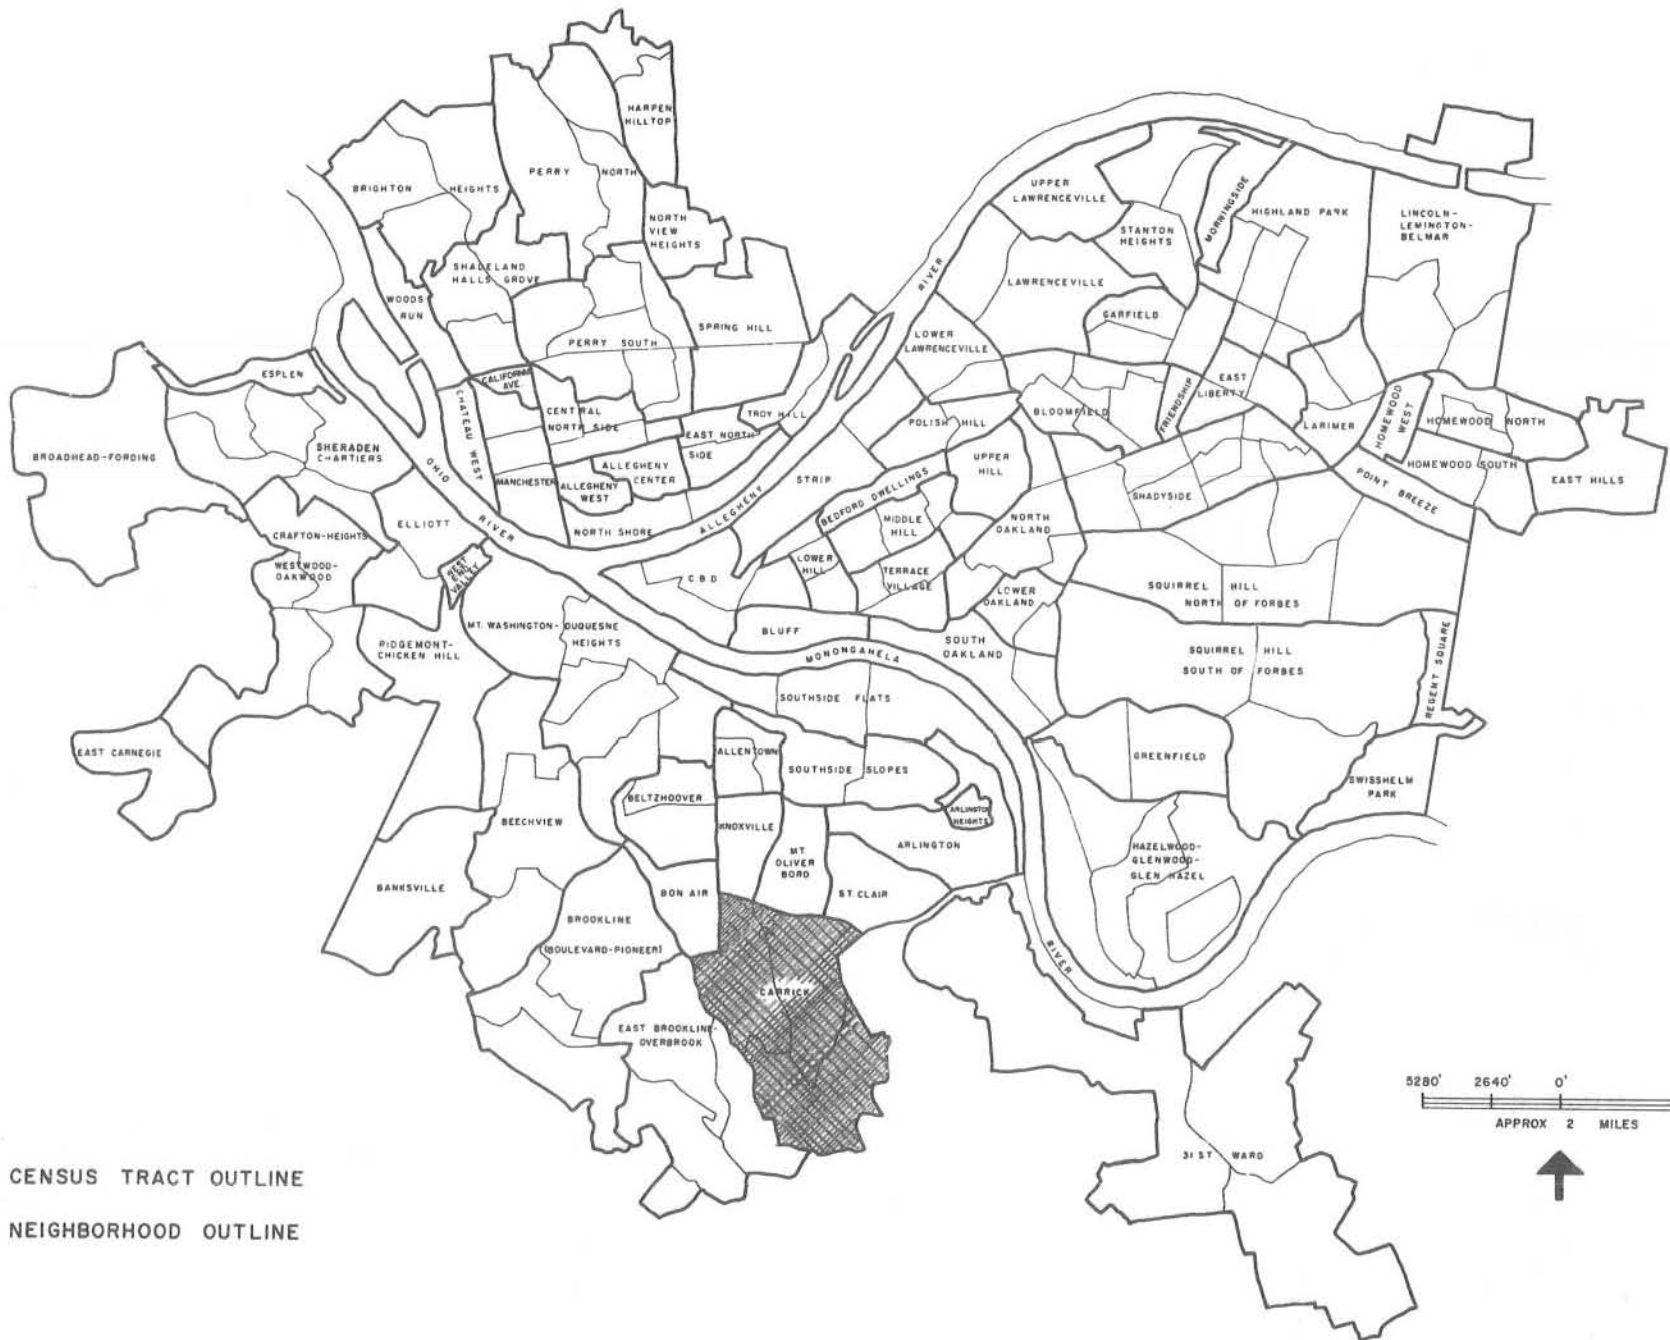 HARPEN
HILLTOP
PERRY NORTH
BRIGHTON HEIGHTS
NORTH
VIEW
HEIGHTS
SHADELAND
HALLS GROVE
WOODS
RUN
SPRING HILL
PERRY SOUTH
CALIFORNIA
AVE.
CHATEAU WEST
CENTRAL
NORTH SIDE
TROY HILL
EAST NORTH
SIDE
ALLEGHENY
CENTER
MANCHESTER
ALLEGHENY
WEST
NORTH SHORE
ESPLEN
BROADHEAD-FORDING
SHERADEN
CHARTIERS
OHIO
RIVER
ELLIOTT
CRAFTON-HEIGHTS
WESTWOOD-
OAKWOOD
WEST
END
VALLEY
RIDGEMONT-
CHICKEN HILL
EAST CARNEGIE
MT. WASHINGTON-DUQUESNE
HEIGHTS
ALLEGHENY
RIVER
STRIP
UPPER
LAWRENCEVILLE
STANTON
HEIGHTS
MORNINGSIDE
HIGHLAND PARK
LINCOLN-
LEMINGTON-
BELMAR
LAWRENCEVILLE
GARFIELD
LOWER
LAWRENCEVILLE
POLISH HILL
BLOOMFIELD
FRIENDSHIP
EAST
LIBERTY
LARIMER
HOMEWOOD
WEST
HOMEWOOD NORTH
HOMEWOOD SOUTH
EAST HILLS
POINT BREEZE
UPPER
HILL
BEDFORD DWELLINGS
MIDDLE
HILL
LOWER
HILL
TERRACE
VILLAGE
C.B.D
NORTH
OAKLAND
SHADYSIDE
LOWER
OAKLAND
SQUIRREL HILL
NORTH OF FORBES
BLUFF
SOUTH
OAKLAND
MONONGAHELA
SQUIRREL HILL
SOUTH OF FORBES
REGENT SQUARE
SOUTHSIDE FLATS
ALLENTOWN
SOUTHSIDE SLOPES
GREENFIELD
SWISSHELM
PARK
BELTZHOOVER
ARLINGTON
HEIGHTS
BEECHVIEW
KNOXVILLE
MT.
OLIVER
BORO
ARLINGTON
HAZELWOOD-
GLENWOOD-
GLEN HAZEL
BANKSVILLE
BON AIR
ST. CLAIR
BROOKLINE
(BOULEVARD-PIONEER)
RIVER
CARRICK
EAST BROOKLINE-
OVERBROOK
31ST WARD
5280' 2640' 0'
APPROX 2 MILES
CENSUS TRACT OUTLINE
NEIGHBORHOOD OUTLINE